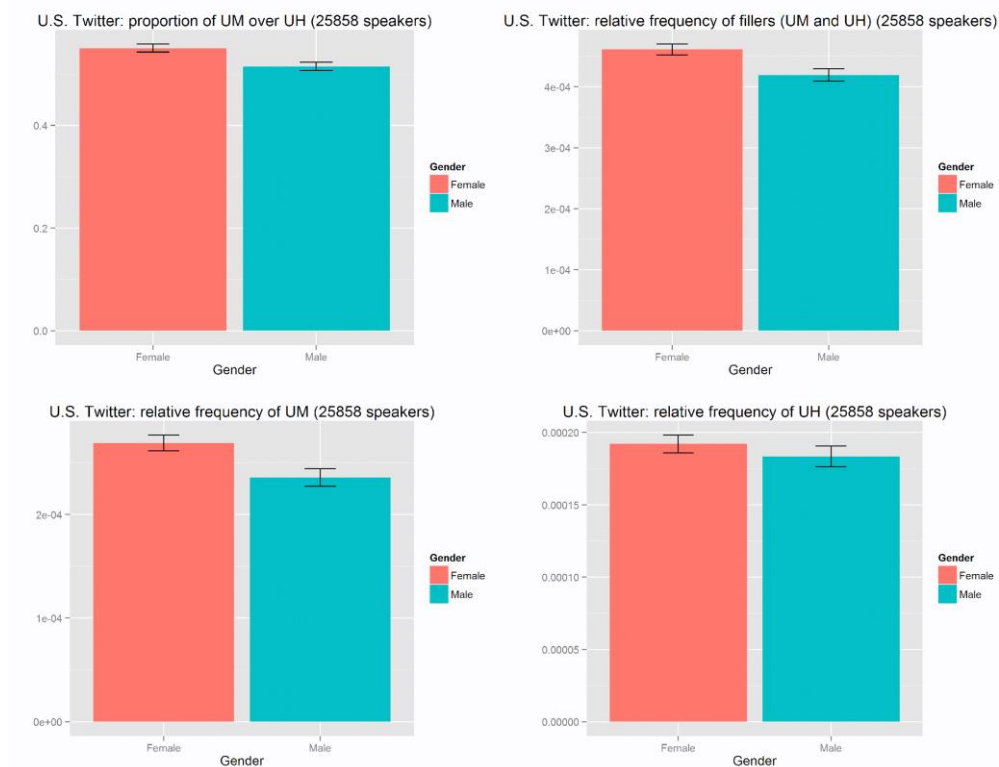 U.S. Twitter: proportion of UM over UH (25858 speakers)
0.4
0.2
0.0
Female
Male
Gender
Gender
Female
Male
U.S. Twitter: relative frequency of fillers (UM and UH) (25858 speakers)
4e-04
3e-04
2e-04
1e-04
0e+00
Female
Male
Gender
Gender
Female
Male
U.S. Twitter: relative frequency of UM (25858 speakers)
2e-04
1e-04
0e+00
Female
Male
Gender
Gender
Female
Male
U.S. Twitter: relative frequency of UH (25858 speakers)
0.00020
0.00015
0.00010
0.00005
0.00000
Female
Male
Gender
Gender
Female
Male